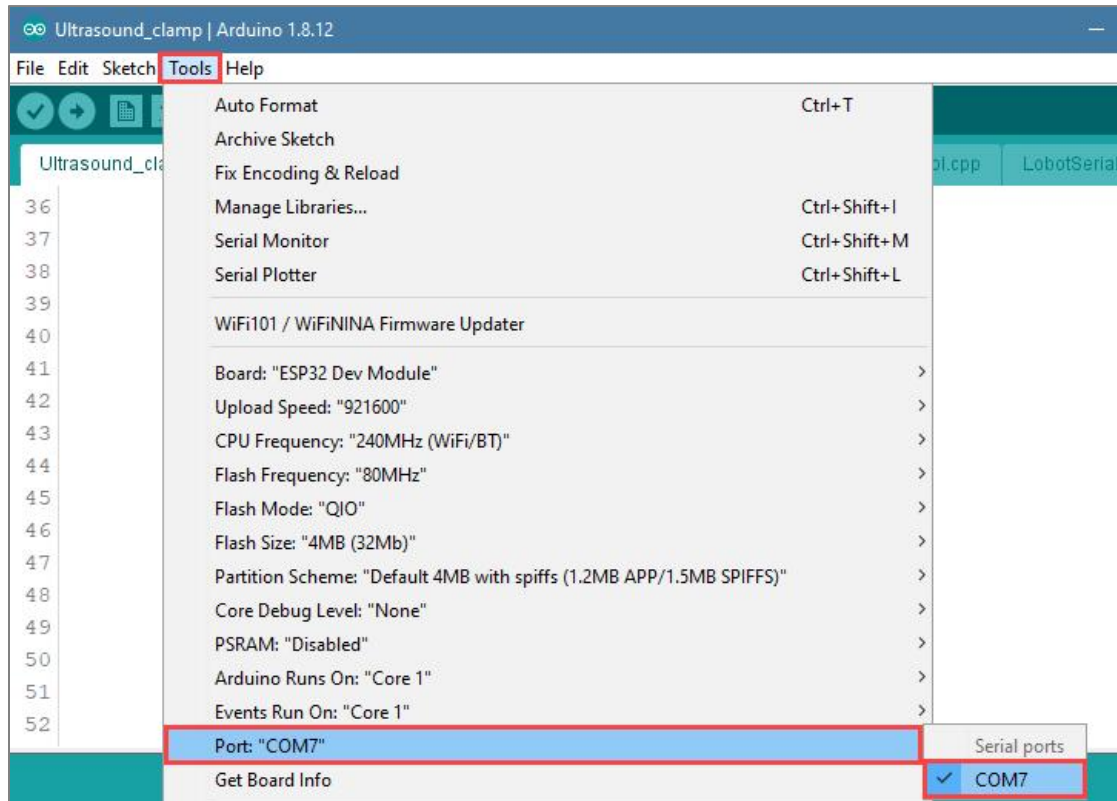 Ultrasound_clamp | Arduino 1.8.12
File Edit Sketch Tools Help
Auto Format Ctrl+T
Archive Sketch
Ultrasound_cla ol.cpp LobotSerial
Fix Encoding & Reload
36
Manage Libraries... Ctrl+Shift+I
37
Serial Monitor Ctrl+Shift+M
38
Serial Plotter Ctrl+Shift+L
39
WiFi101 / WiFiNINA Firmware Updater
40
41
Board: "ESP32 Dev Module"
42
Upload Speed: "921600"
43
CPU Frequency: "240MHz (WiFi/BT)"
44
Flash Frequency: "80MHz"
45
Flash Mode: "QIO"
46
Flash Size: "4MB (32Mb)"
47
Partition Scheme: "Default 4MB with spiffs (1.2MB APP/1.5MB SPIFFS)"
48
Core Debug Level: "None"
49
PSRAM: "Disabled"
50
Arduino Runs On: "Core 1"
51
Events Run On: "Core 1"
52
Port: "COM7" Serial ports
Get Board Info COM7